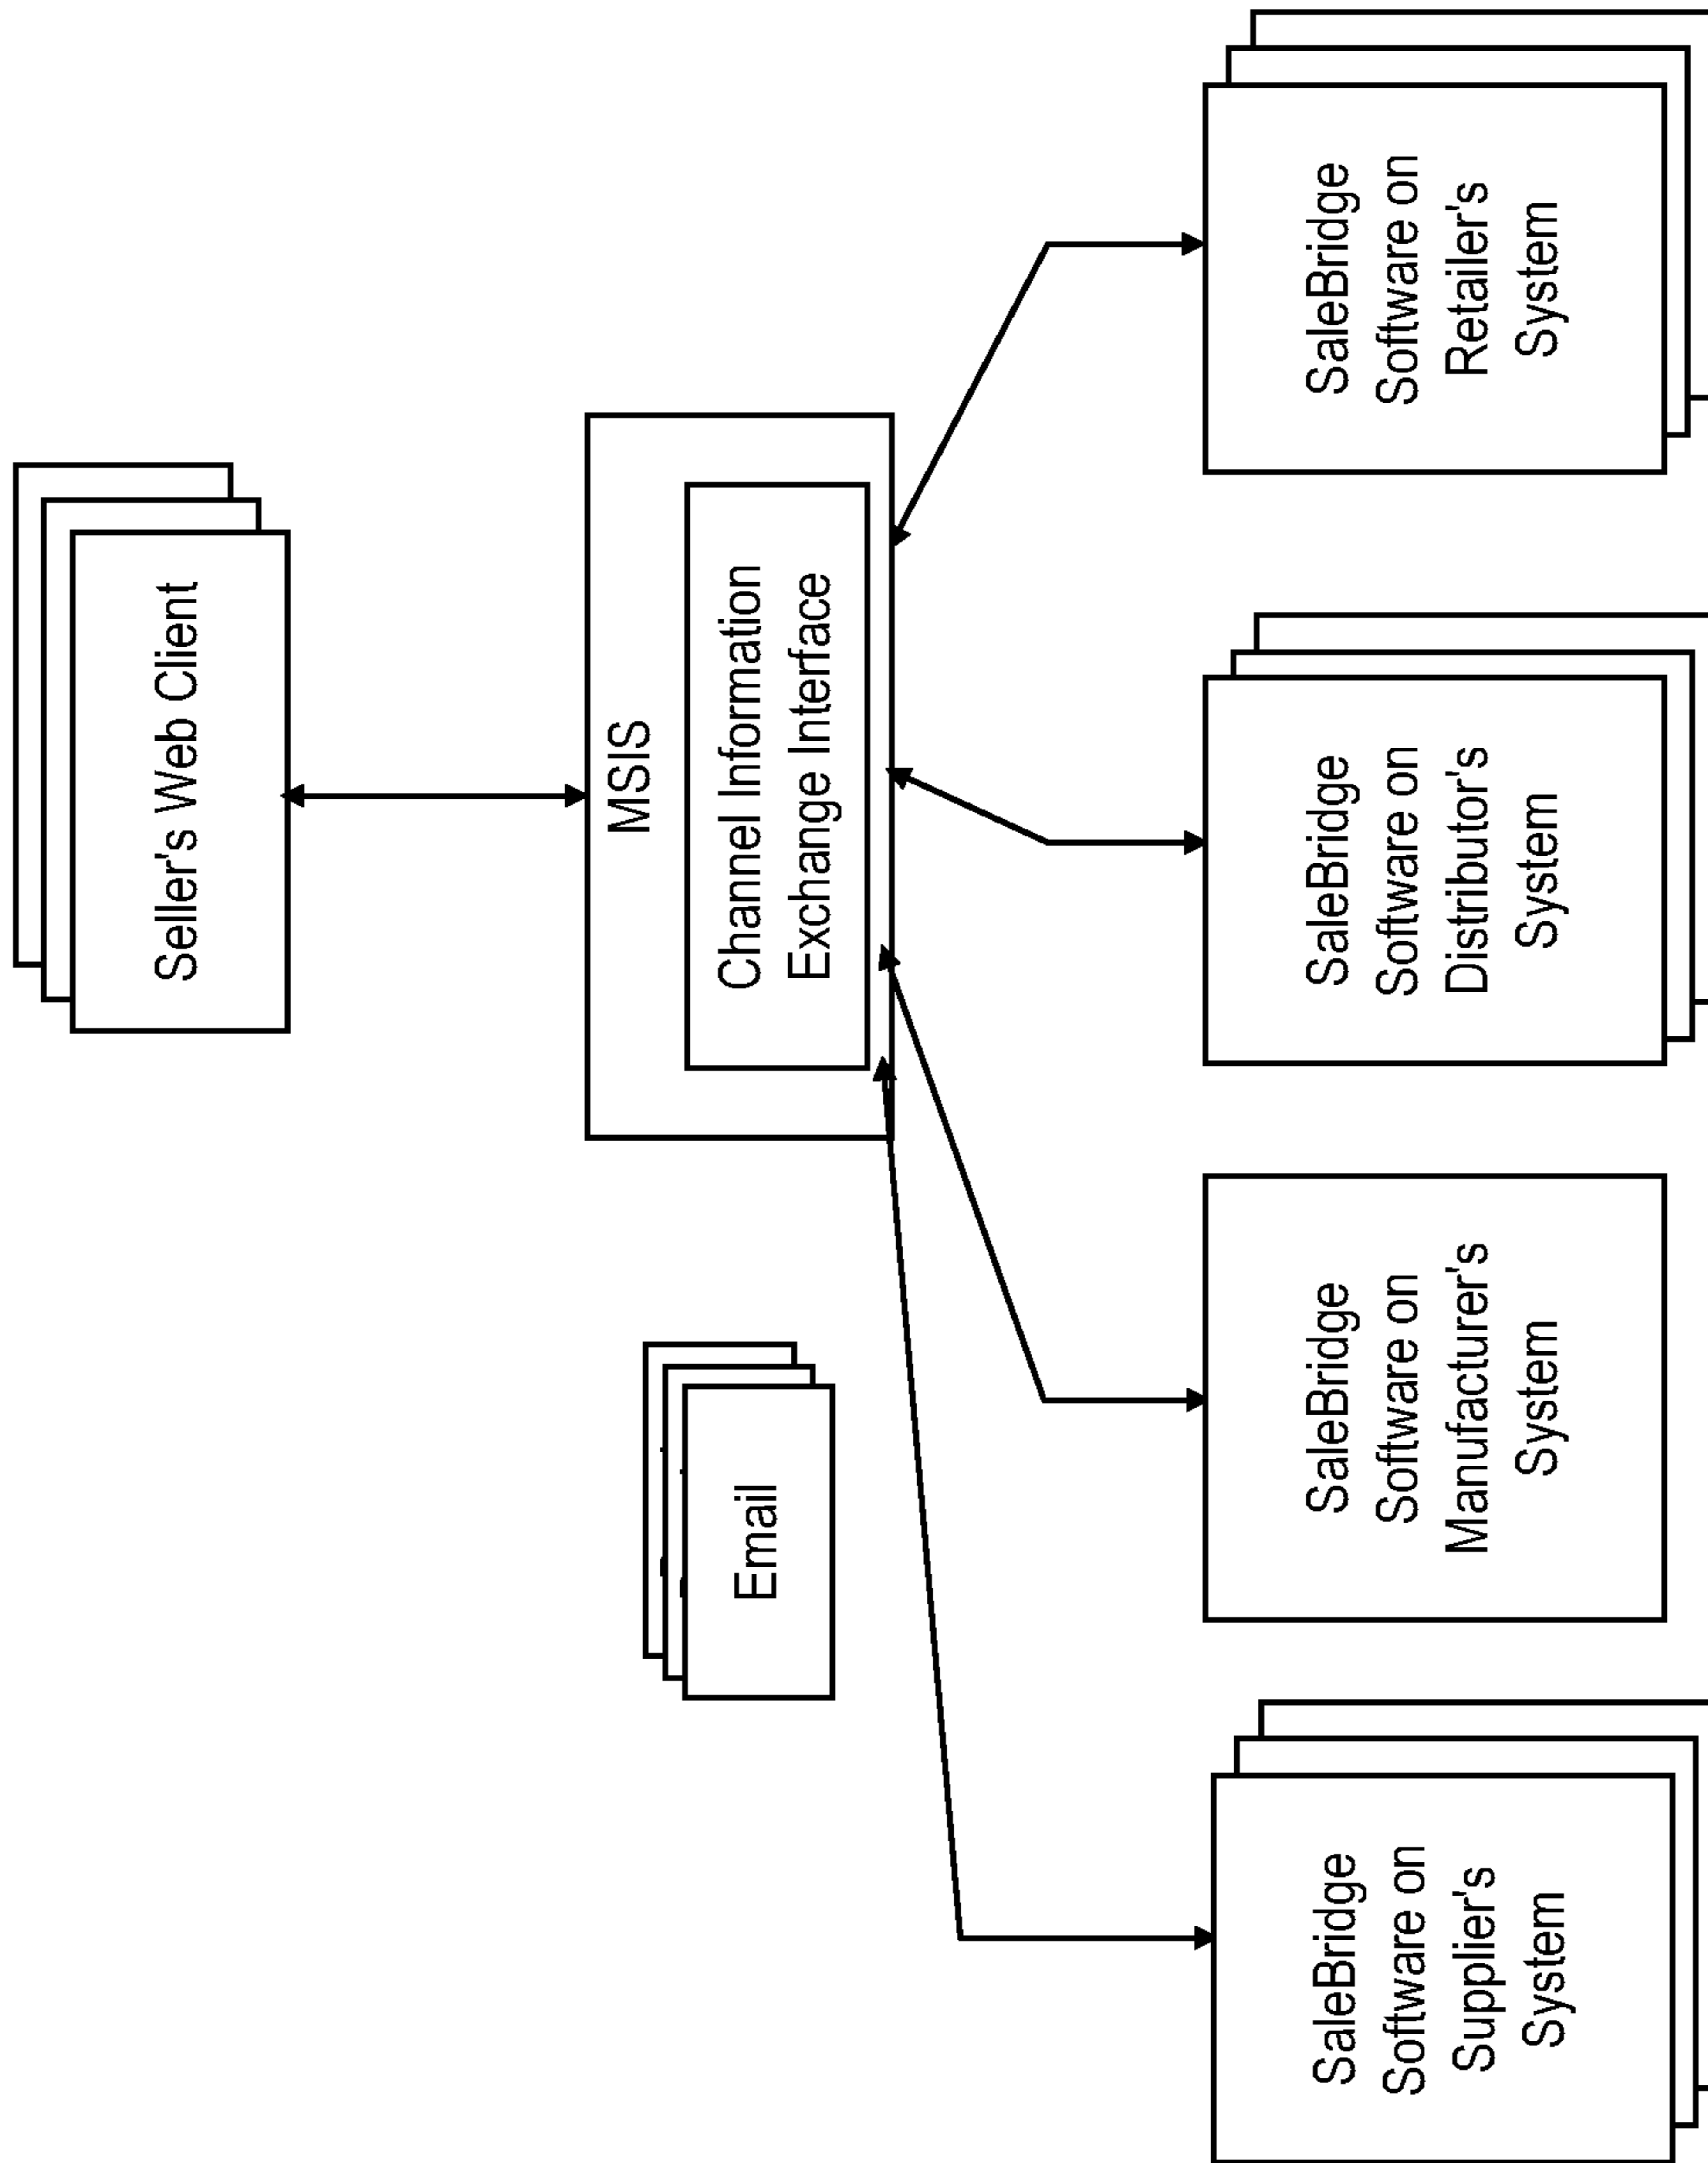 Seller's Web Client
MSIS
Channel Information
Exchange Interface
Email
SaleBridge
Software on
Supplier's
System
SaleBridge
Software on
Manufacturer's
System
SaleBridge
Software on
Distributor's
System
SaleBridge
Software on
Retailer's
System